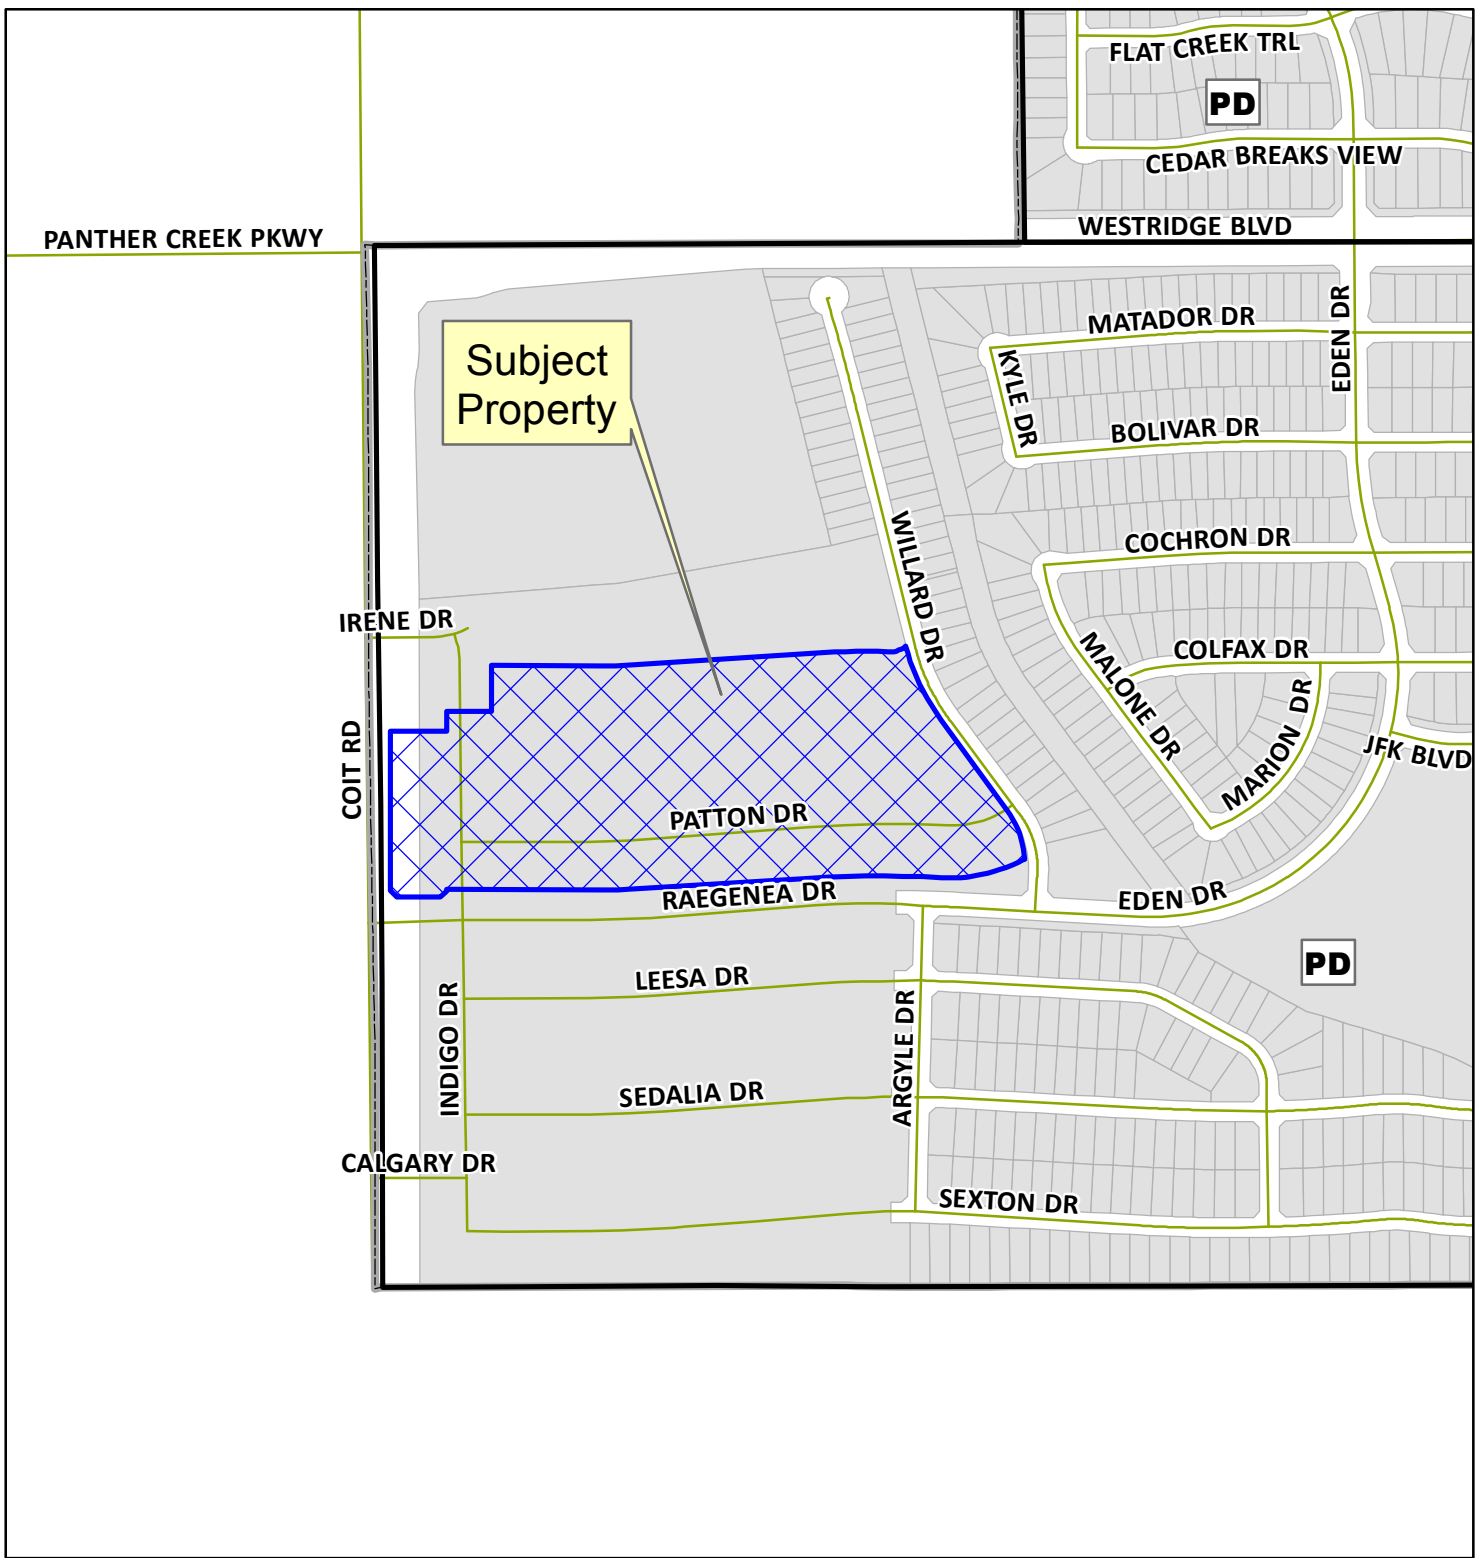 FLAT CREEK TRL
PD
CEDAR BREAKS VIEW
WESTRIDGE BLVD
PANTHER CREEK PKWY
MATADOR DR
EDEN DR
KYLE DR
Subject
Property
BOLIVAR DR
WILLARD DR
COCHRON DR
IRENE DR
MALONE DR
COLFAX DR
MARION DR
JFK BLVD
COIT RD
PATTON DR
RAEGENEA DR
EDEN DR
PD
LEESA DR
INDIGO DR
ARGYLE DR
SEDALIA DR
CALGARY DR
SEXTON DR